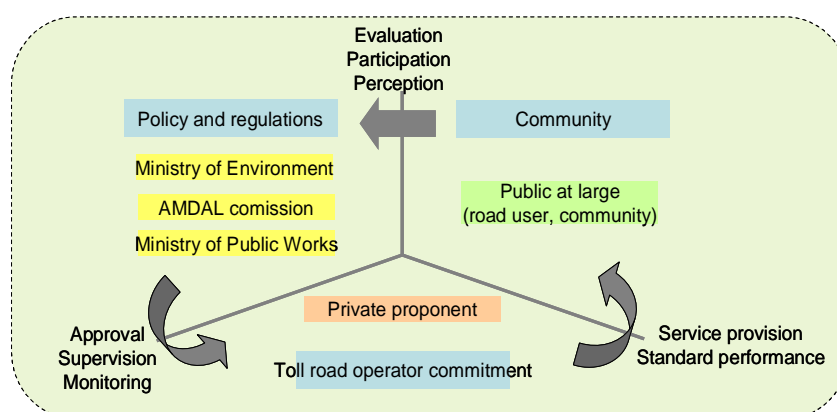 Evaluation
Participation
Perception
Policy and regulations
Community
Ministry of Environment
AMDAL comission
Ministry of Public Works
Public at large
(road user, community)
Private proponent
Approval
Supervision
Monitoring
Toll road operator commitment
Service provision
Standard performance